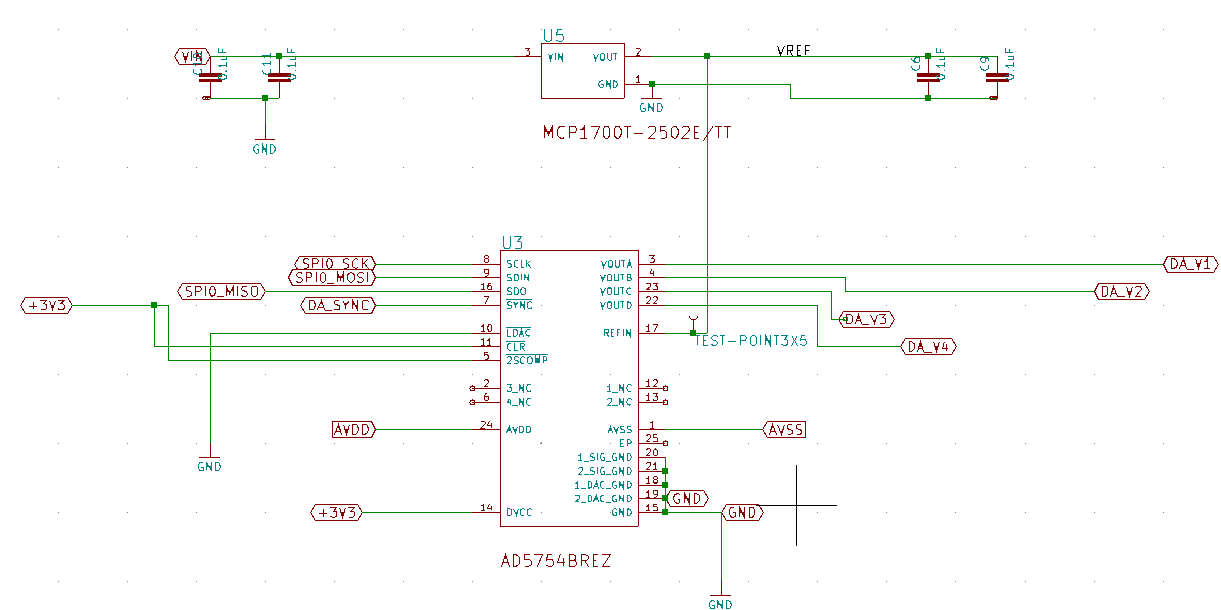 U5
VIN
0.1uF
C11
0.1uF
3
VIN
VOUT
2
VREF
C6
0.1uF
C9
0.1uF
GND
1
GND
MCP1700T-2502E/TT
GND
U3
SPI0_SCK
8
SCLK
VOUTA
3
DA_V1
SPI0_MOSI
9
SDIN
VOUTB
4
SPI0_MISO
16
SDO
VOUTC
23
DA_V2
+3V3
DA_SYNC
7
SYNC
VOUTD
22
DA_V3
10
LDAC
REFIN
17
TEST-POINT3X5
11
CLR
DA_V4
5
2SCOMP
2
3_NC
1_NC
12
6
4_NC
2_NC
13
AVDD
24
AVDD
AVSS
1
AVSS
EP
25
1_SIG_GND
20
GND
2_SIG_GND
21
1_DAC_GND
18
2_DAC_GND
19
GND
+3V3
14
DVCC
GND
15
GND
AD5754BREZ
GND